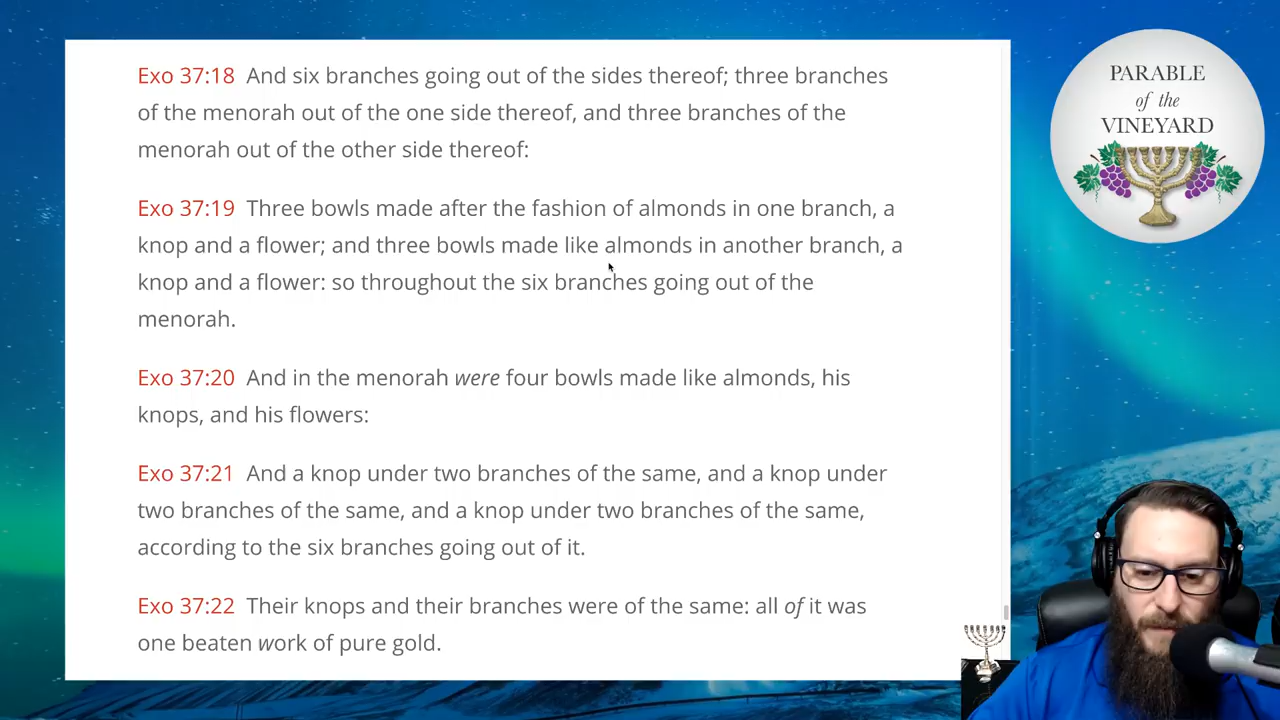 Exo 37:18 And six branches going out of the sides thereof; three branches
of the menorah out of the one side thereof, and three branches of the
menorah out of the other side thereof:
Exo 37:19 Three bowls made after the fashion of almonds in one branch, a
knop and a flower; and three bowls made like almonds in another branch, a
knop and a flower: so throughout the six branches going out of the
menorah.
Exo 37:20 And in the menorah were four bowls made like almonds, his
knops, and his flowers:
Exo 37:21 And a knop under two branches of the same, and a knop under
two branches of the same, and a knop under two branches of the same,
according to the six branches going out of it.
Exo 37:22 Their knops and their branches were of the same: all of it was
one beaten work of pure gold.
PARABLE
of the
VINEYARD